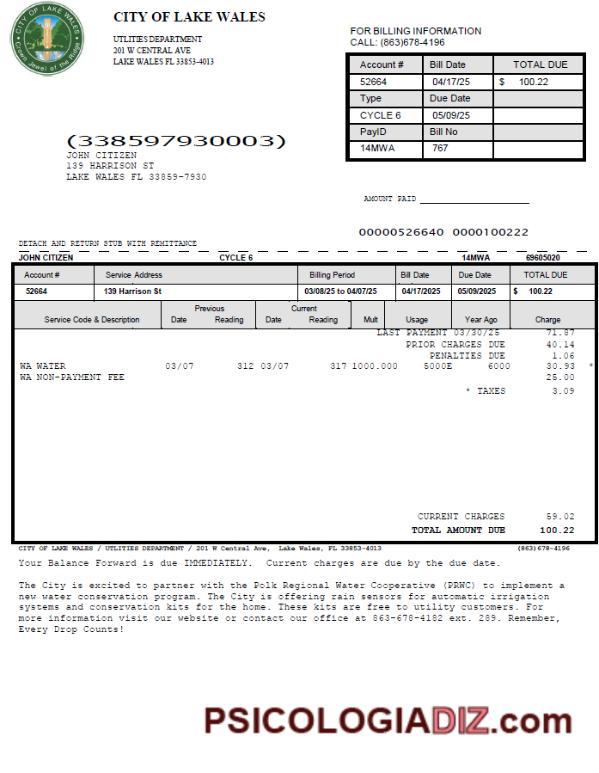 CITY OF LAKE WALES
Crown Jewel of the Ridge
CITY OF LAKE WALES
UTLITIES DEPARTMENT
201 W CENTRAL AVE
LAKE WALES FL 33853-4013
FOR BILLING INFORMATION
CALL: (863)678-4196
Account # Bill Date TOTAL DUE
52664 04/17/25 $ 100.22
Type Due Date
CYCLE 6 05/09/25
PayID Bill No
14MWA 767
(338597930003)
JOHN CITIZEN
139 HARRISON ST
LAKE WALES FL 33859-7930
AMOUNT PAID
00000526640 0000100222
DETACH AND RETURN STUB WITH REMITTANCE
JOHN CITIZEN CYCLE 6 14MWA 69605020
Account # Service Address Billing Period Bill Date Due Date TOTAL DUE
52664 139 Harrison St 03/08/25 to 04/07/25 04/17/2025 05/09/2025 $ 100.22
Previous Current
Service Code & Description Date Reading Date Reading Mult Usage Year Ago Charge
LAST PAYMENT 03/30/25 71.87
PRIOR CHARGES DUE 40.14
PENALTIES DUE 1.06
WA WATER 03/07 312 03/07 317 1000.000 5000E 6000 30.93 *
WA NON-PAYMENT FEE 25.00
* TAXES 3.09
CURRENT CHARGES 59.02
TOTAL AMOUNT DUE 100.22
CITY OF LAKE WALES / UTLITIES DEPARTMENT / 201 W Central Ave, Lake Wales, FL 33853-4013 (863)678-4196
Your Balance Forward is due IMMEDIATELY. Current charges are due by the due date.
The City is excited to partner with the Polk Regional Water Cooperative (PRWC) to implement a
new water conservation program. The City is offering rain sensors for automatic irrigation
systems and conservation kits for the home. These kits are free to utility customers. For
more information visit our website or contact our office at 863-678-4182 ext. 289. Remember,
Every Drop Counts!
PSICOLOGIADIZ.com